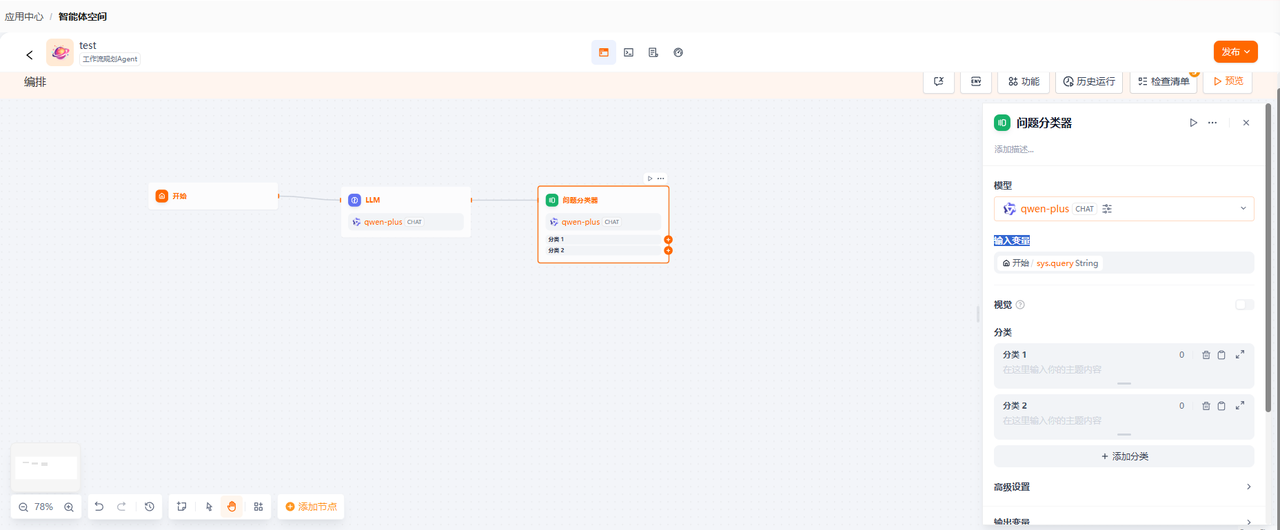 应用中心 / 智能体空间
test
工作流规划Agent
发布
编排
功能
历史运行
检查清单
预览
开始
LLM
qwen-plus CHAT
问题分类器
qwen-plus CHAT
分类 1
分类 2
问题分类器
添加描述...
模型
qwen-plus CHAT
输入变量
开始 / sys.query String
视觉
分类
分类 1 0
在这里输入你的主题内容
分类 2 0
在这里输入你的主题内容
+ 添加分类
高级设置
输出变量
78%
添加节点